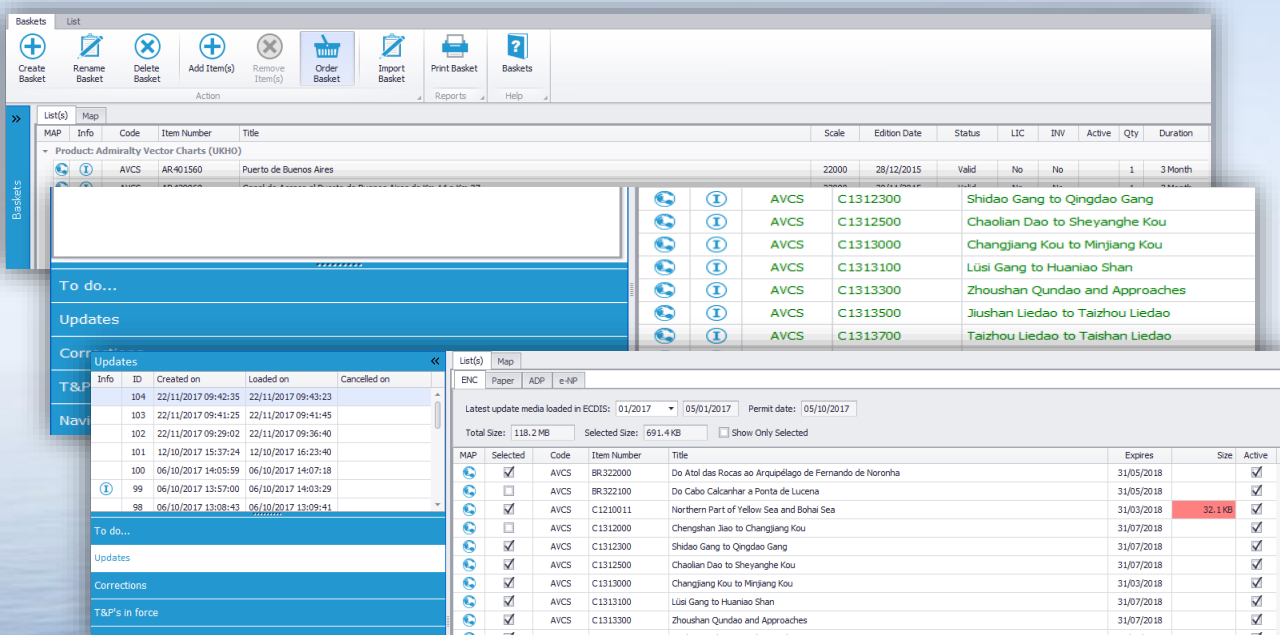 Baskets List
Create Basket Rename Basket Delete Basket Add Item(s) Remove Item(s) Order Basket Import Basket Print Basket Baskets
Action Reports Help
Baskets
List(s) Map
MAP Info Code Item Number Title Scale Edition Date Status LIC INV Active Qty Duration
Product: Admiralty Vector Charts (UKHO)
AVCS AR401560 Puerto de Buenos Aires 22000 28/12/2015 Valid No No 1 3 Month
AVCS C1312300 Shidao Gang to Qingdao Gang
AVCS C1312500 Chaolian Dao to Sheyanghe Kou
AVCS C1313000 Changjiang Kou to Minjiang Kou
AVCS C1313100 Lüsi Gang to Huaniao Shan
AVCS C1313300 Zhoushan Qundao and Approaches
AVCS C1313500 Jiushan Liedao to Taizhou Liedao
AVCS C1313700 Taizhou Liedao to Taishan Liedao
To do...
Updates
T&P
Navi
Updates
Info ID Created on Loaded on Cancelled on
104 22/11/2017 09:42:35 22/11/2017 09:43:23
103 22/11/2017 09:41:25 22/11/2017 09:41:45
102 22/11/2017 09:29:02 22/11/2017 09:36:40
101 12/10/2017 15:37:24 12/10/2017 16:23:40
100 06/10/2017 14:05:59 06/10/2017 14:07:18
99 06/10/2017 13:57:00 06/10/2017 14:03:29
98 06/10/2017 13:08:43 06/10/2017 13:09:41
To do...
Updates
Corrections
T&P's in force
List(s) Map
ENC Paper ADP e-NP
Latest update media loaded in ECDIS: 01/2017 05/01/2017 Permit date: 05/10/2017
Total Size: 118.2 MB Selected Size: 691.4 KB Show Only Selected
MAP Selected Code Item Number Title Expires Size Active
AVCS BR322000 Do Atol das Rocas ao Arquipélago de Fernando de Noronha 31/05/2018
AVCS BR322100 Do Cabo Calcanhar a Ponta de Lucena 31/05/2018
AVCS C1210011 Northern Part of Yellow Sea and Bohai Sea 31/03/2018 32.1 KB
AVCS C1312000 Chengshan Jiao to Changjiang Kou 31/07/2018
AVCS C1312300 Shidao Gang to Qingdao Gang 31/07/2018
AVCS C1312500 Chaolian Dao to Sheyanghe Kou 31/07/2018
AVCS C1313000 Changjiang Kou to Minjiang Kou 31/03/2018
AVCS C1313100 Lüsi Gang to Huaniao Shan 31/07/2018
AVCS C1313300 Zhoushan Qundao and Approaches 31/07/2018